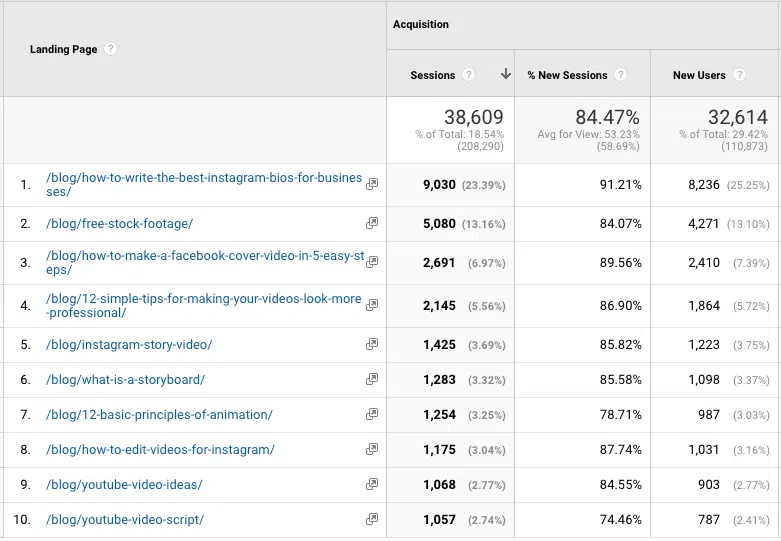 Acquisition
Landing Page ?
Sessions ? % New Sessions ? New Users ?
38,609 84.47% 32,614
% of Total: 18.54% Avg for View: 53.23% % of Total: 29.42%
(208,290) (58.69%) (110,873)
1. /blog/how-to-write-the-best-instagram-bios-for-busines
ses/ 9,030 (23.39%) 91.21% 8,236 (25.25%)
2. /blog/free-stock-footage/ 5,080 (13.16%) 84.07% 4,271 (13.10%)
3. /blog/how-to-make-a-facebook-cover-video-in-5-easy-st
eps/ 2,691 (6.97%) 89.56% 2,410 (7.39%)
4. /blog/12-simple-tips-for-making-your-videos-look-more
-professional/ 2,145 (5.56%) 86.90% 1,864 (5.72%)
5. /blog/instagram-story-video/ 1,425 (3.69%) 85.82% 1,223 (3.75%)
6. /blog/what-is-a-storyboard/ 1,283 (3.32%) 85.58% 1,098 (3.37%)
7. /blog/12-basic-principles-of-animation/ 1,254 (3.25%) 78.71% 987 (3.03%)
8. /blog/how-to-edit-videos-for-instagram/ 1,175 (3.04%) 87.74% 1,031 (3.16%)
9. /blog/youtube-video-ideas/ 1,068 (2.77%) 84.55% 903 (2.77%)
10. /blog/youtube-video-script/ 1,057 (2.74%) 74.46% 787 (2.41%)